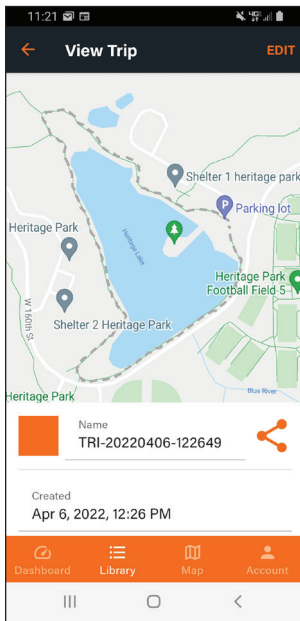 11:21
View Trip
EDIT
Shelter 1 heritage park
P
Parking lot
Heritage Park
Heritage Lake
Heritage Park
Football Field 5
W 160th St
Shelter 2 Heritage Park
Heritage Park
Blue River
Name
TRI-20220406-122649
Created
Apr 6, 2022, 12:26 PM
Dashboard
Library
Map
Account